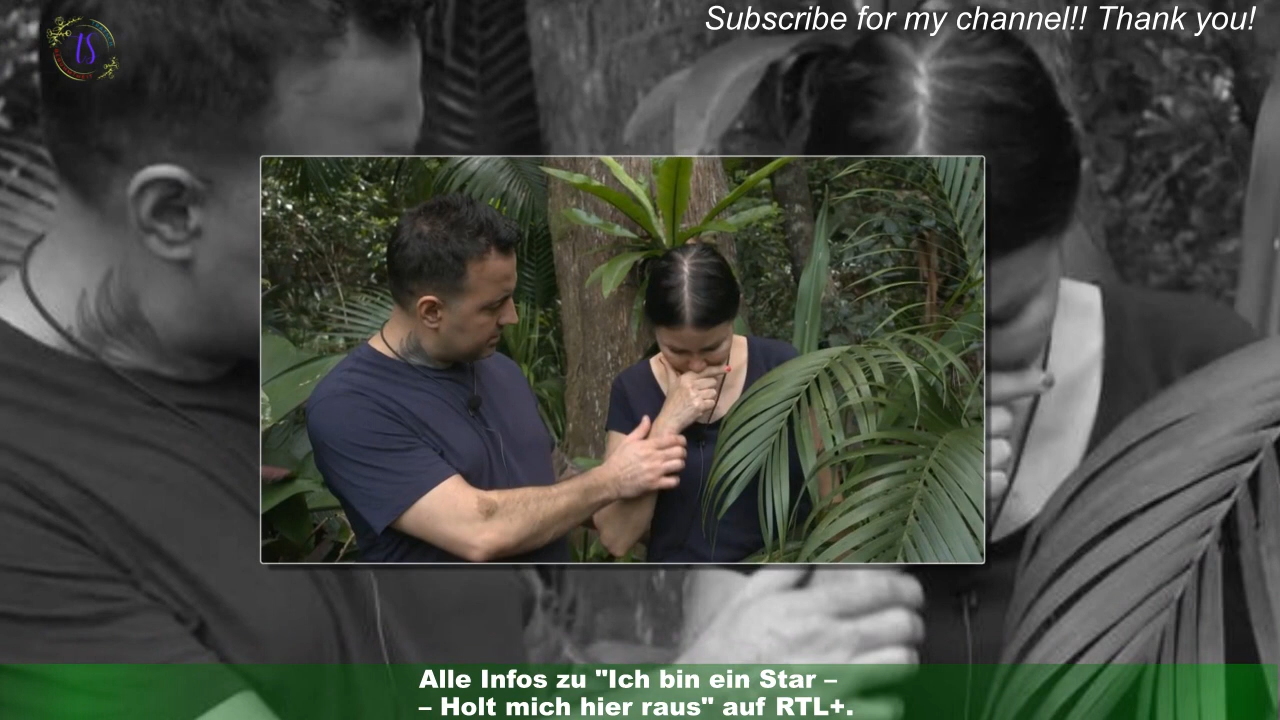 Subscribe for my channel!! Thank you!
LS
Alle Infos zu "Ich bin ein Star –
– Holt mich hier raus" auf RTL+.